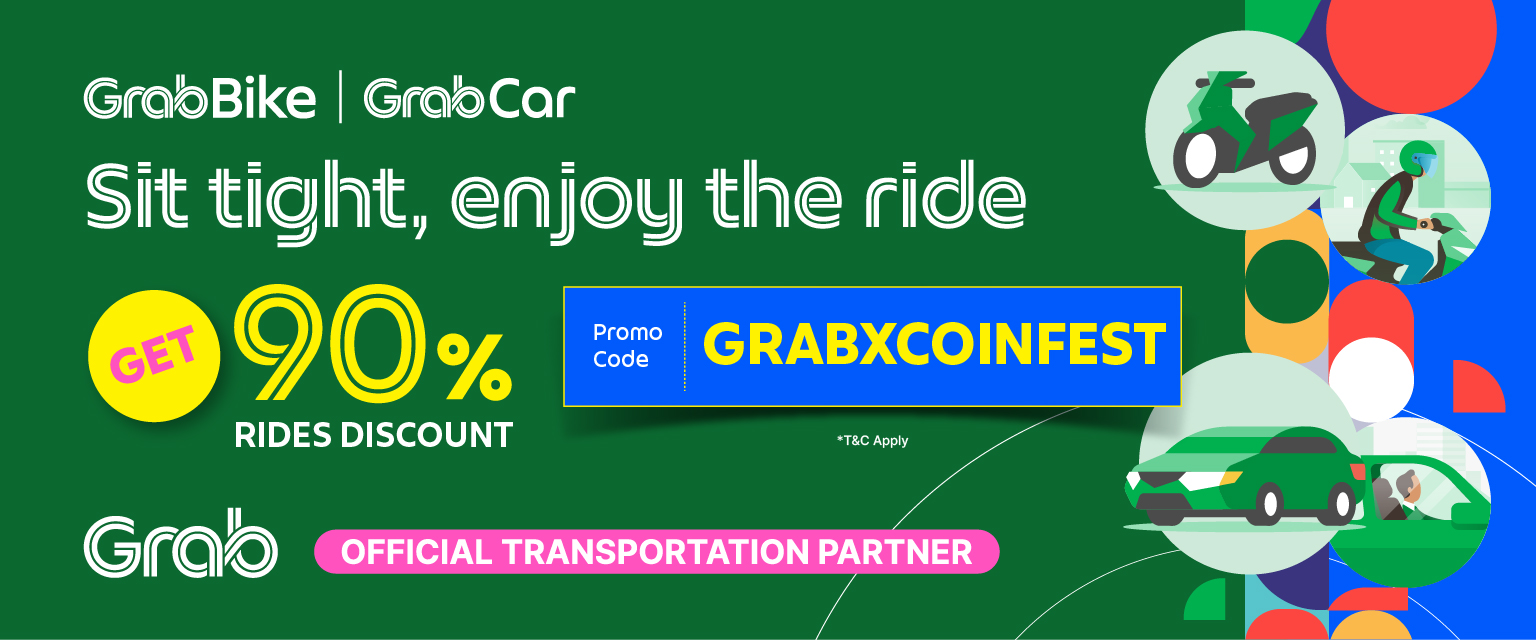 GrabBike | GrabCar
Sit tight, enjoy the ride
GET 90%
RIDES DISCOUNT
Promo Code GRABXCOINFEST
*T&C Apply
Grab OFFICIAL TRANSPORTATION PARTNER